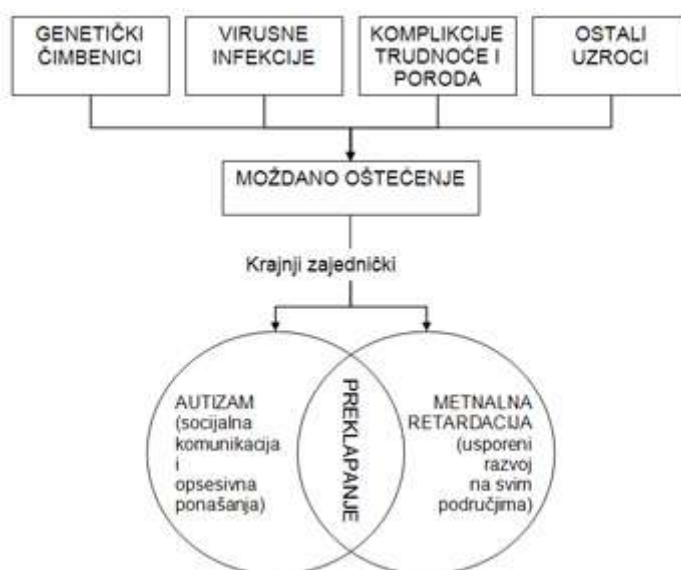 GENETIČKI
ČIMBENICI
VIRUSNE
INFEKCIJE
KOMPLIKCIJE
TRUDNOĆE I
PORODA
OSTALI
UZROCI
MOŽDANO OŠTEĆENJE
Krajnji zajednički
AUTIZAM
(socijalna
komunikacija
i
opsesivna
ponašanja)
PREKLAPANJE
METNALNA
RETARDACIJA
(usporeni
razvoj
na svim
područjima)